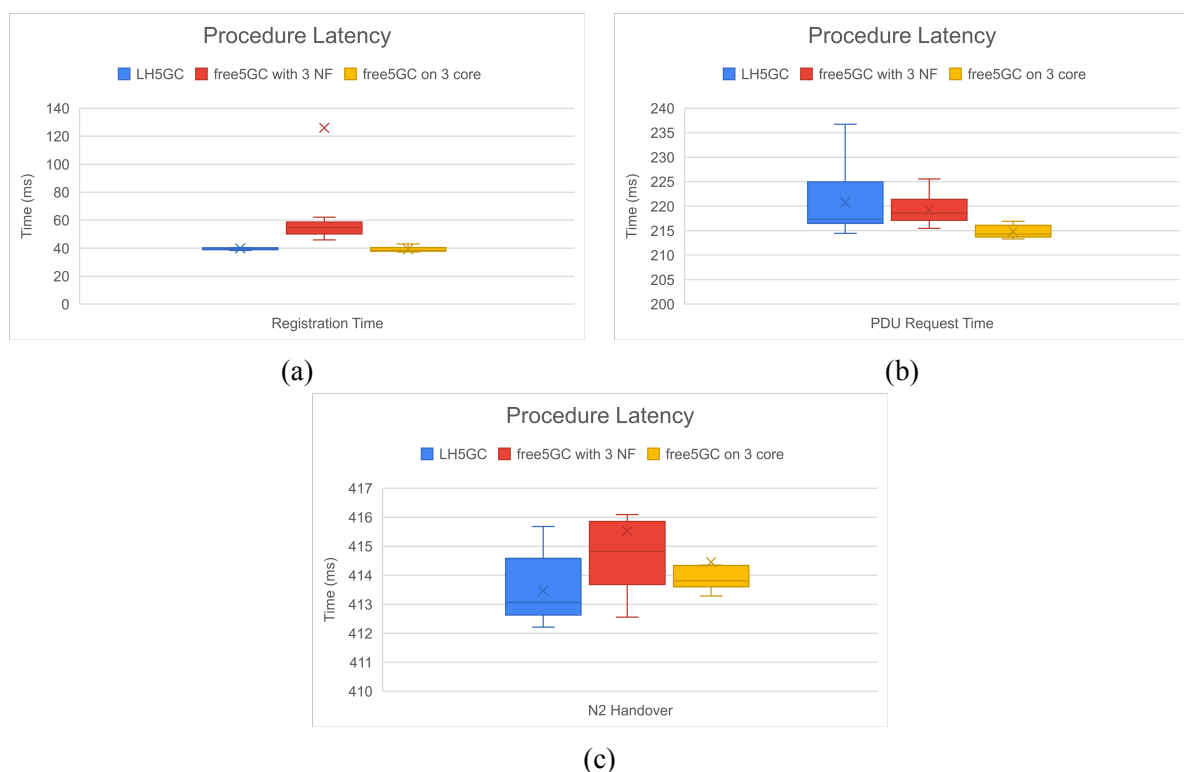 Procedure Latency
LH5GC free5GC with 3 NF free5GC on 3 core
140
120
100
80
60
40
20
0
Time (ms)
Registration Time
(a)
Procedure Latency
LH5GC free5GC with 3 NF free5GC on 3 core
240
235
230
225
220
215
210
205
200
Time (ms)
PDU Request Time
(b)
Procedure Latency
LH5GC free5GC with 3 NF free5GC on 3 core
417
416
415
414
413
412
411
410
Time (ms)
N2 Handover
(c)